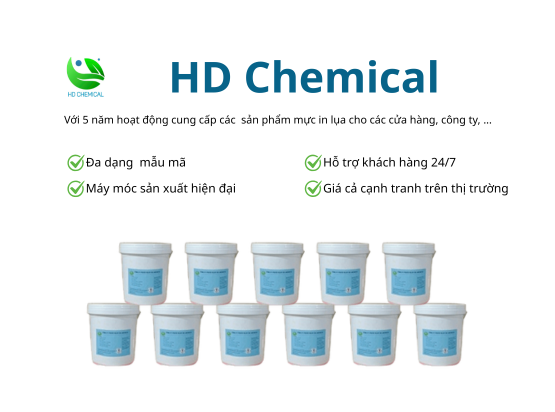 HD CHEMICAL
HD Chemical
Với 5 năm hoạt động cung cấp các sản phẩm mực in lụa cho các cửa hàng, công ty, ...
Đa dạng mẫu mã
Hỗ trợ khách hàng 24/7
Máy móc sản xuất hiện đại
Giá cả cạnh tranh trên thị trường